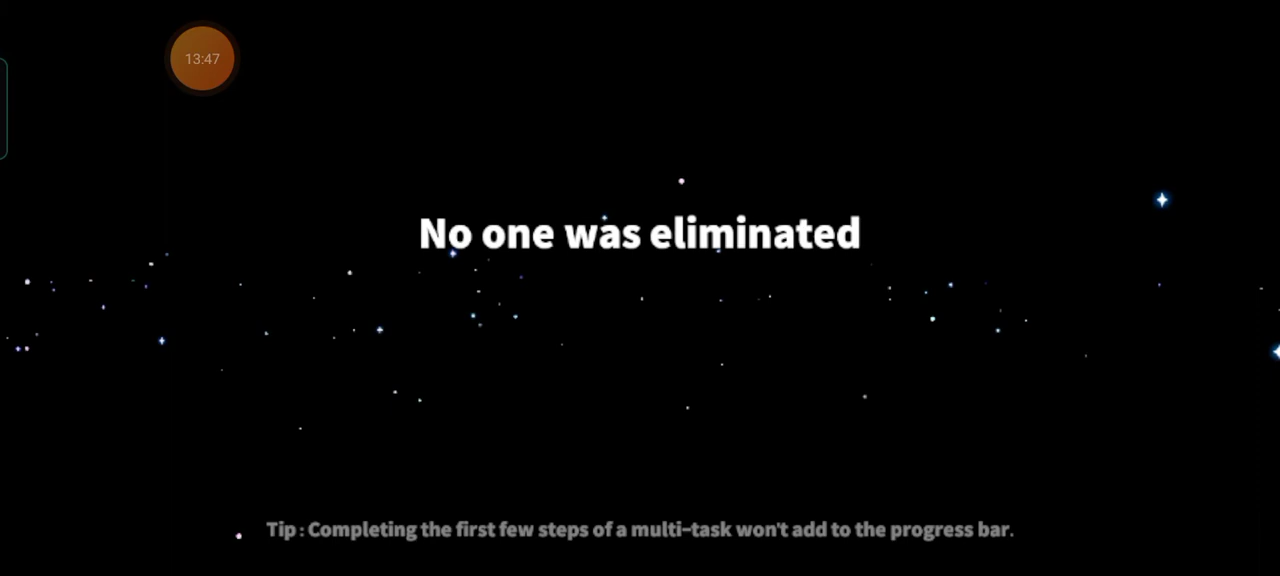 13:47
No one was eliminated
Tip : Completing the first few steps of a multi-task won't add to the progress bar.